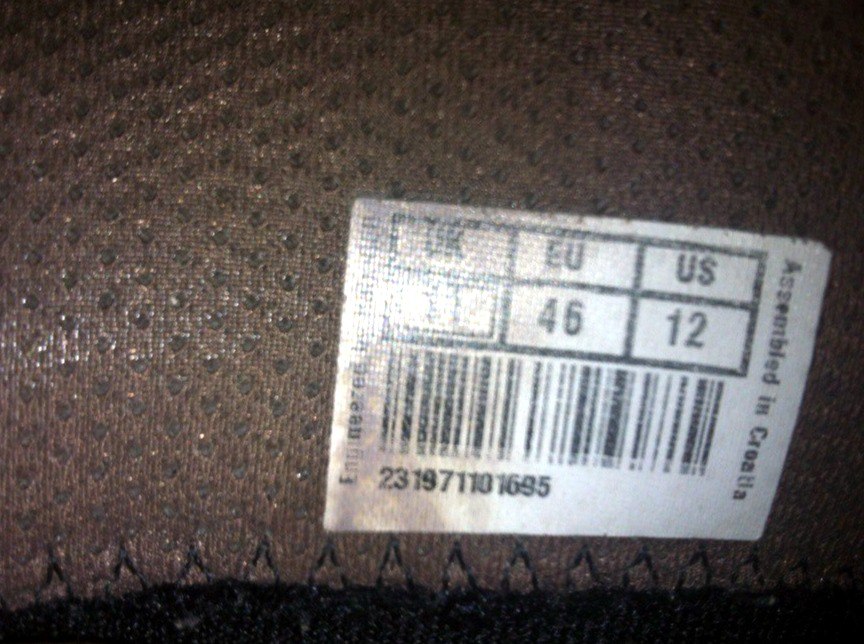 UK EU US
46 12
231971101695
Assembled in Croatia